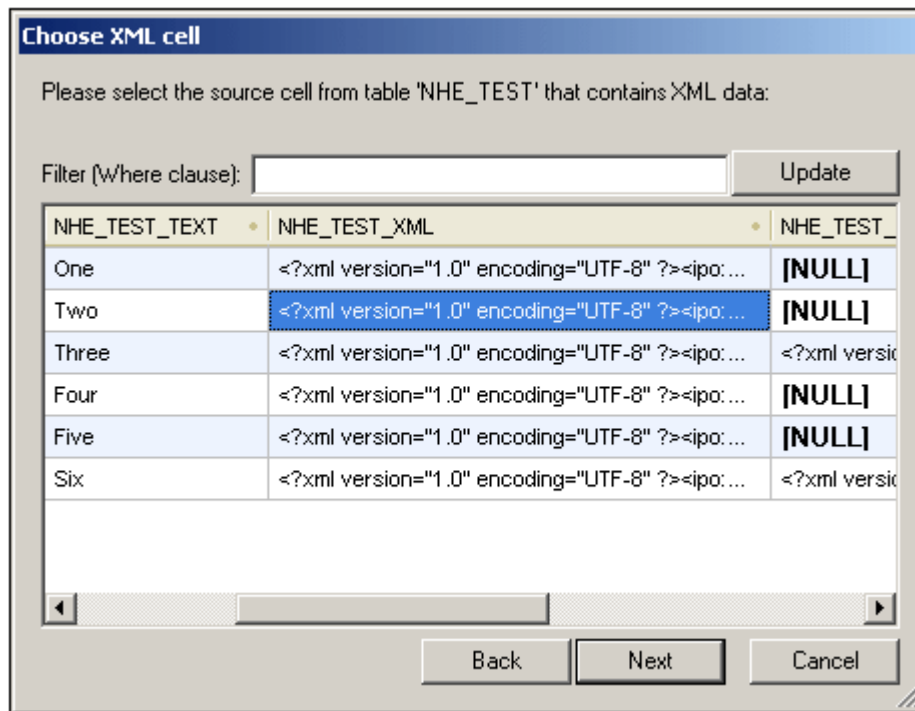 Choose XML cell
Please select the source cell from table 'NHE_TEST' that contains XML data:
Filter (Where clause): Update
NHE_TEST_TEXT NHE_TEST_XML NHE_TEST_
One <?xml version="1.0" encoding="UTF-8" ?><ipo:... [NULL]
Two <?xml version="1.0" encoding="UTF-8" ?><ipo:... [NULL]
Three <?xml version="1.0" encoding="UTF-8" ?><ipo:... <?xml versic
Four <?xml version="1.0" encoding="UTF-8" ?><ipo:... [NULL]
Five <?xml version="1.0" encoding="UTF-8" ?><ipo:... [NULL]
Six <?xml version="1.0" encoding="UTF-8" ?><ipo:... <?xml versic
Back Next Cancel